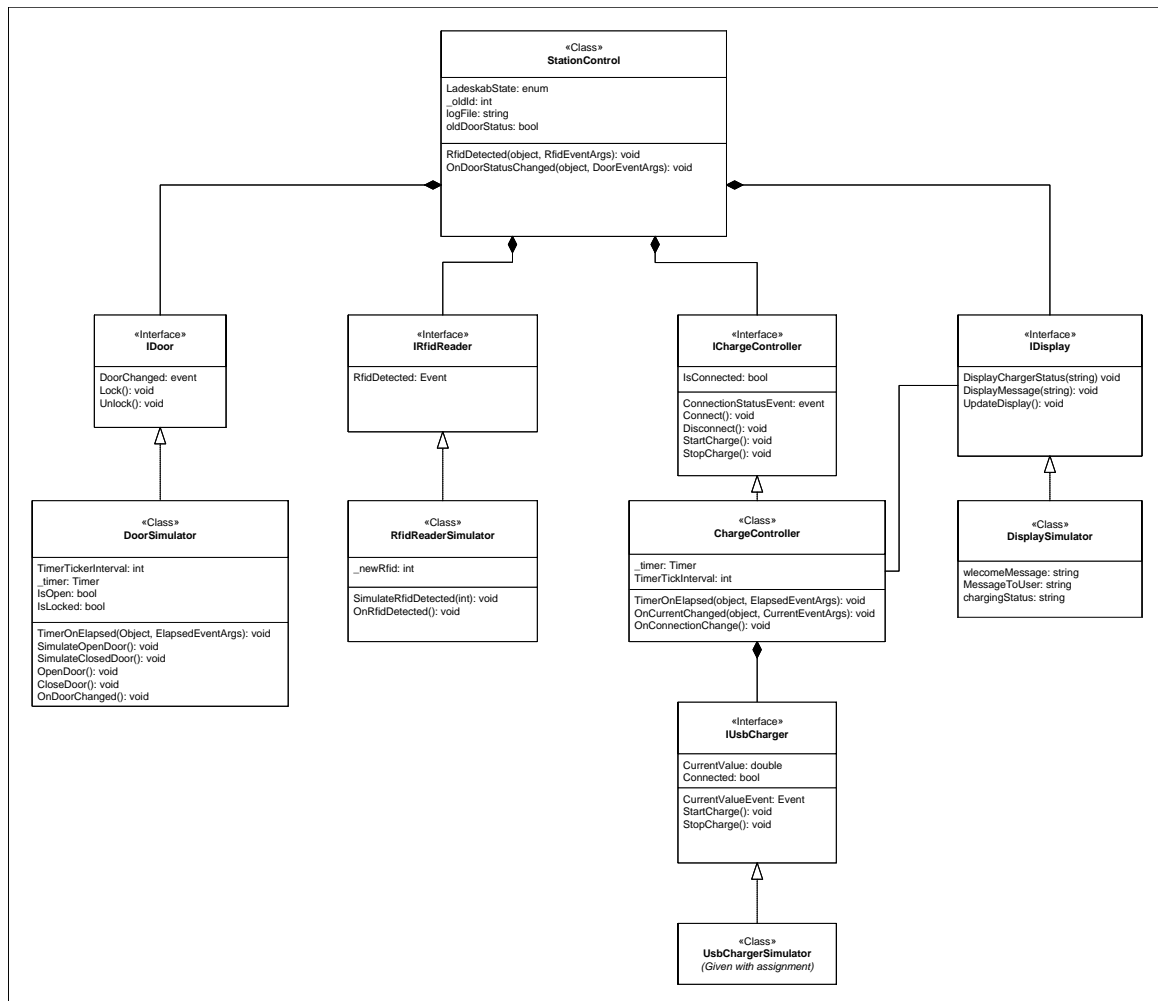 «Class»
StationControl
LadeskabState: enum
_oldId: int
logFile: string
oldDoorStatus: bool
RfidDetected(object, RfidEventArgs): void
OnDoorStatusChanged(object, DoorEventArgs): void
«Interface»
IDoor
DoorChanged: event
Lock(): void
Unlock(): void
«Interface»
IRfidReader
RfidDetected: Event
«Interface»
IChargeController
IsConnected: bool
ConnectionStatusEvent: event
Connect(): void
Disconnect(): void
StartCharge(): void
StopCharge(): void
«Interface»
IDisplay
DisplayChargerStatus(string) void
DisplayMessage(string): void
UpdateDisplay(): void
«Class»
DoorSimulator
TimerTickerInterval: int
_timer: Timer
IsOpen: bool
IsLocked: bool
TimerOnElapsed(Object, ElapsedEventArgs): void
SimulateOpenDoor(): void
SimulateClosedDoor(): void
OpenDoor(): void
CloseDoor(): void
OnDoorChanged(): void
«Class»
RfidReaderSimulator
_newRfid: int
SimulateRfidDetected(int): void
OnRfidDetected(): void
«Class»
ChargeController
_timer: Timer
TimerTickInterval: int
TimerOnElapsed(object, ElapsedEventArgs): void
OnCurrentChanged(object, CurrentEventArgs): void
OnConnectionChange(): void
«Class»
DisplaySimulator
wlecomeMessage: string
MessageToUser: string
chargingStatus: string
«Interface»
IUsbCharger
CurrentValue: double
Connected: bool
CurrentValueEvent: Event
StartCharge(): void
StopCharge(): void
«Class»
UsbChargerSimulator
(Given with assignment)